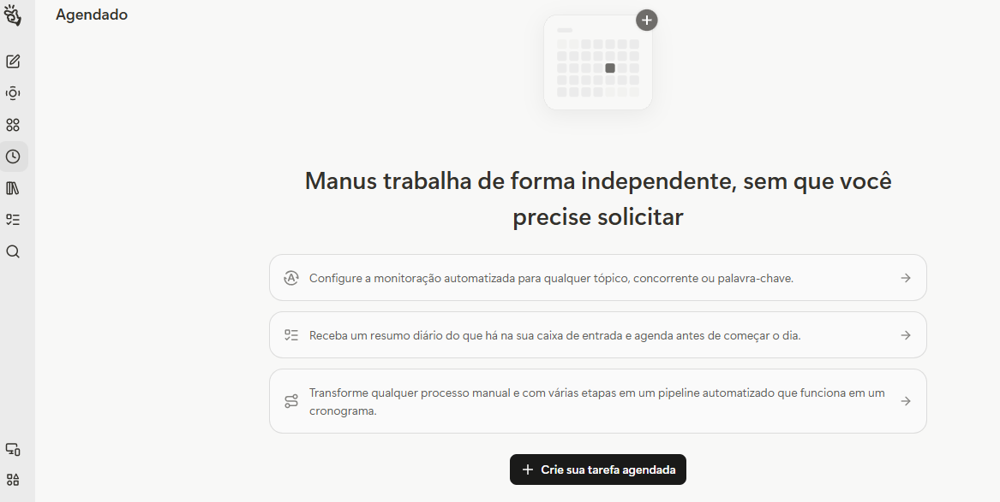 Agendado
Manus trabalha de forma independente, sem que você
precise solicitar
Configure a monitoração automatizada para qualquer tópico, concorrente ou palavra-chave.
Receba um resumo diário do que há na sua caixa de entrada e agenda antes de começar o dia.
Transforme qualquer processo manual e com várias etapas em um pipeline automatizado que funciona em um
cronograma.
Crie sua tarefa agendada